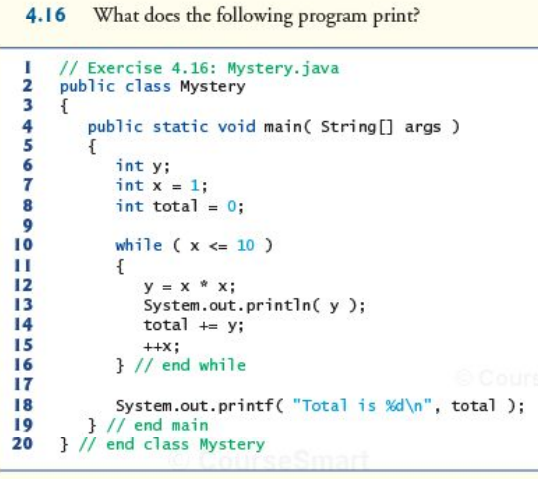 4.16 What does the following program print?
1 // Exercise 4.16: Mystery.java
2 public class Mystery
3 {
4 public static void main( String[] args )
5 {
6 int y;
7 int x = 1;
8 int total = 0;
9
10 while ( x <= 10 )
11 {
12 y = x * x;
13 System.out.println( y );
14 total += y;
15 ++x;
16 } // end while
17
18 System.out.printf( "Total is %d\n", total );
19 } // end main
20 } // end class Mystery
CourseSmart